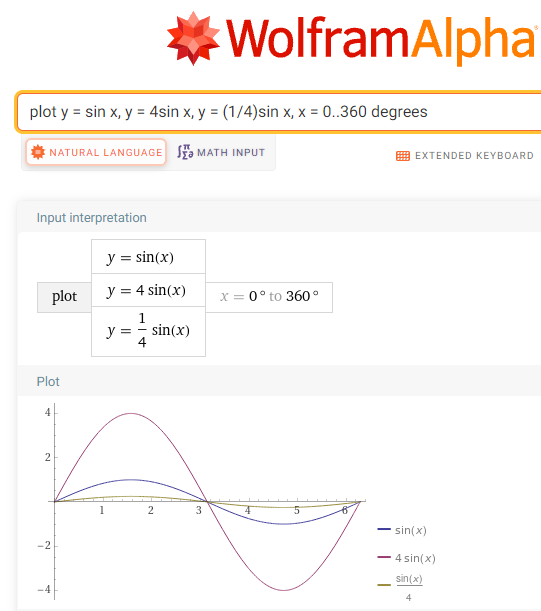 WolframAlpha
plot y = sin x, y = 4sin x, y = (1/4)sin x, x = 0..360 degrees
NATURAL LANGUAGE
∫π Σ∂ MATH INPUT
EXTENDED KEYBOARD
Input interpretation
y = sin(x)
plot y = 4 sin(x) x = 0° to 360°
y = 1/4 sin(x)
Plot
4
2
1 2 3 4 5 6
−2
−4
sin(x)
4 sin(x)
sin(x)/4